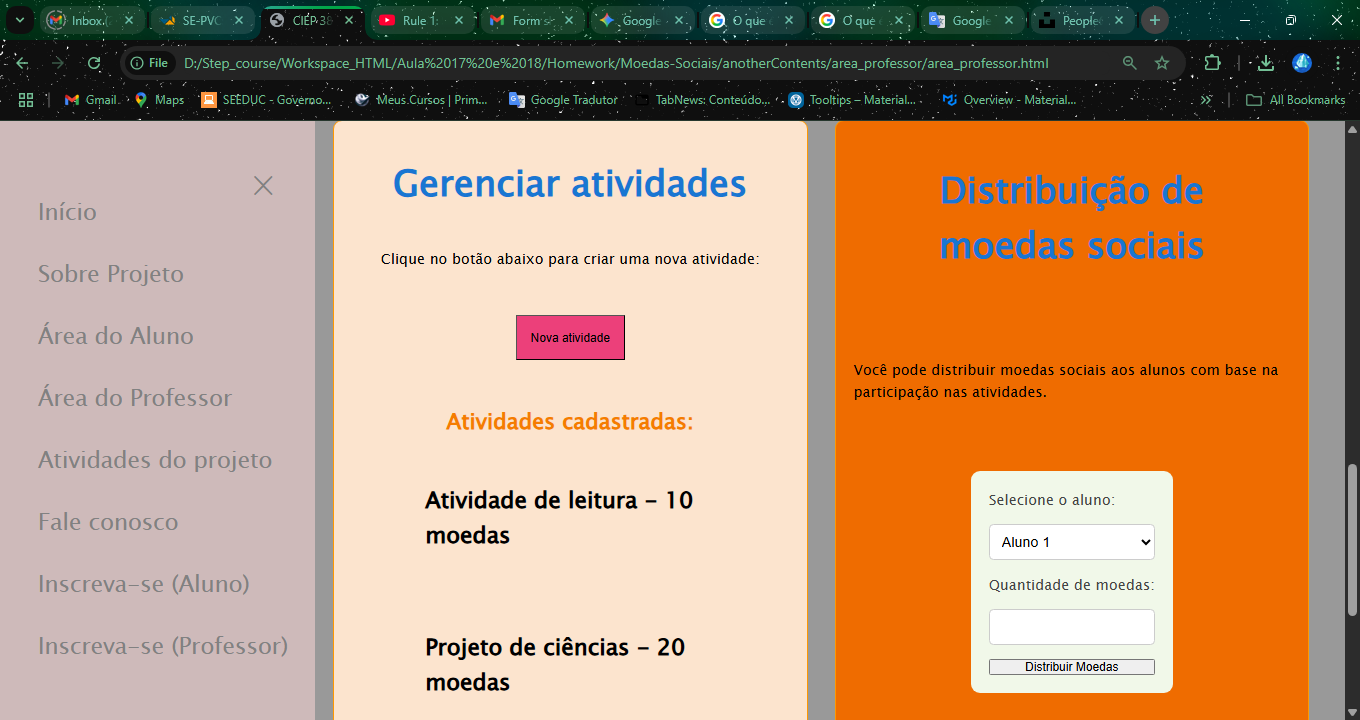 Inbox (
SE-PVC
CIEP 38
Rule 1:
Form s
Google
O que
O que
Google
People
File
D:/Step_course/Workspace_HTML/Aula%2017%20e%2018/Homework/Moedas-Sociais/anotherContents/area_professor/area_professor.html
Gmail
Maps
SEEDUC - Governo...
Meus Cursos | Prim...
Google Tradutor
TabNews: Conteúdo...
Tooltips – Material...
Overview - Material...
All Bookmarks
Início
Sobre Projeto
Área do Aluno
Área do Professor
Atividades do projeto
Fale conosco
Inscreva-se (Aluno)
Inscreva-se (Professor)
Gerenciar atividades
Clique no botão abaixo para criar uma nova atividade:
Nova atividade
Atividades cadastradas:
Atividade de leitura - 10
moedas
Projeto de ciências - 20
moedas
Distribuição de
moedas sociais
Você pode distribuir moedas sociais aos alunos com base na
participação nas atividades.
Selecione o aluno:
Aluno 1
Quantidade de moedas:
Distribuir Moedas